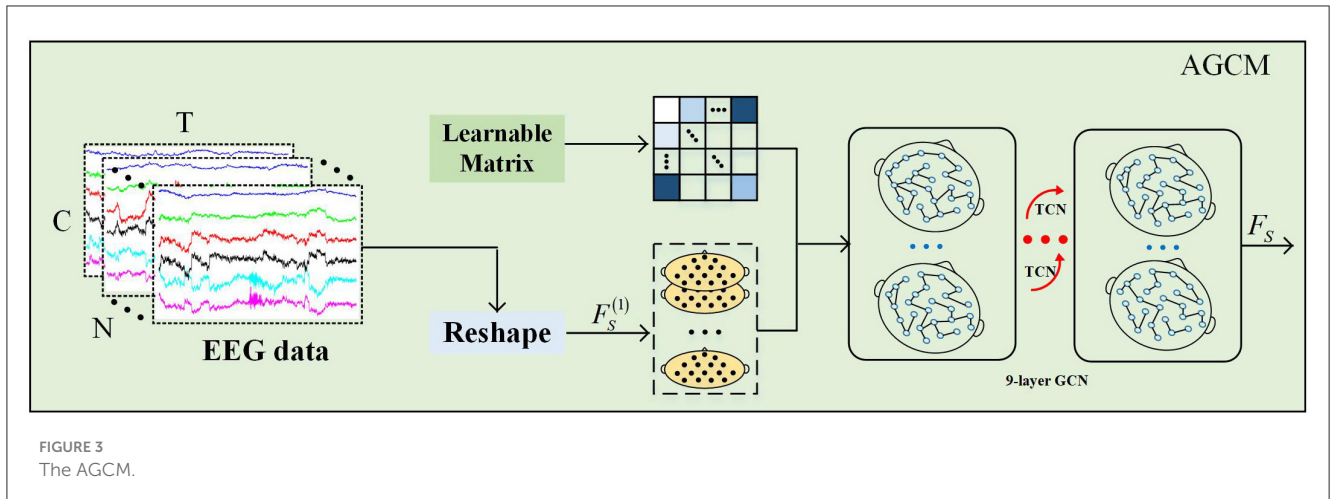 AGCM
T
C
N
EEG data
Learnable
Matrix
Reshape
F_S^{(1)}
TCN
TCN
9-layer GCN
F_S
FIGURE 3
The AGCM.